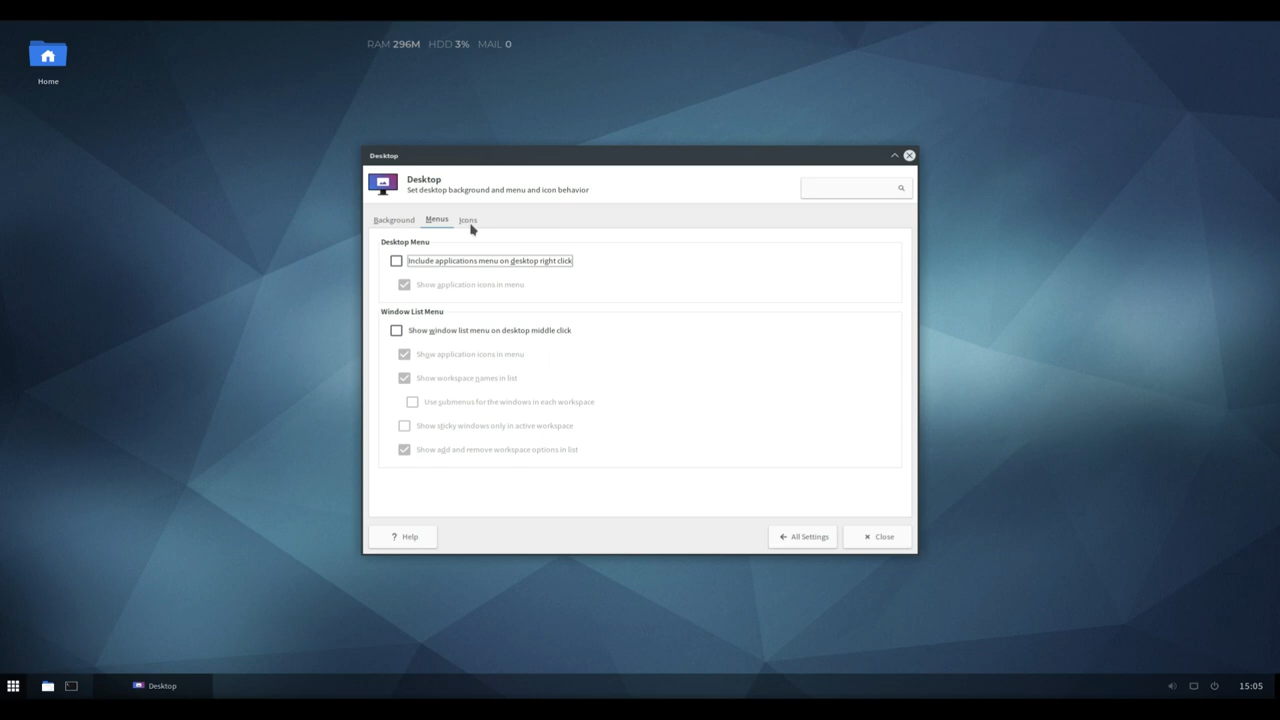 RAM 296M HDD 3% MAIL 0
Home
Desktop
Desktop
Set desktop background and menu and icon behavior
Background Menus Icons
Desktop Menu
Include applications menu on desktop right click
Show application icons in menu
Window List Menu
Show window list menu on desktop middle click
Show application icons in menu
Show workspace games in list
Use submenus for the windows in each workspace
Show sticky windows only in active workspace
Show add and remove workspace options in list
? Help
All Settings
Close
Desktop
15:05